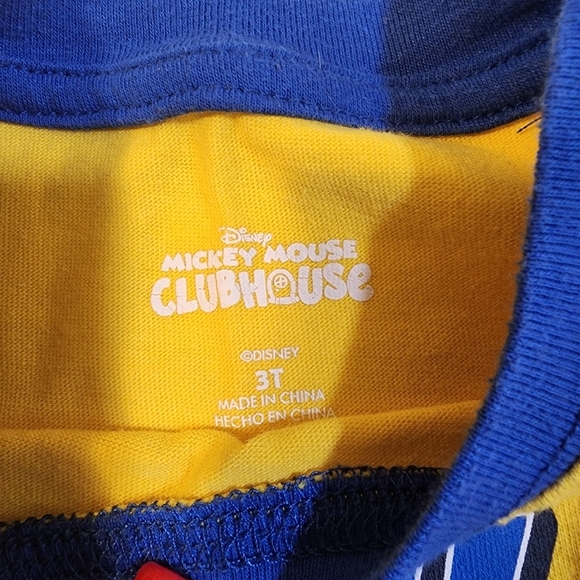 Disney
MICKEY MOUSE
CLUBHOUSE
©DISNEY
3T
MADE IN CHINA
HECHO EN CHINA